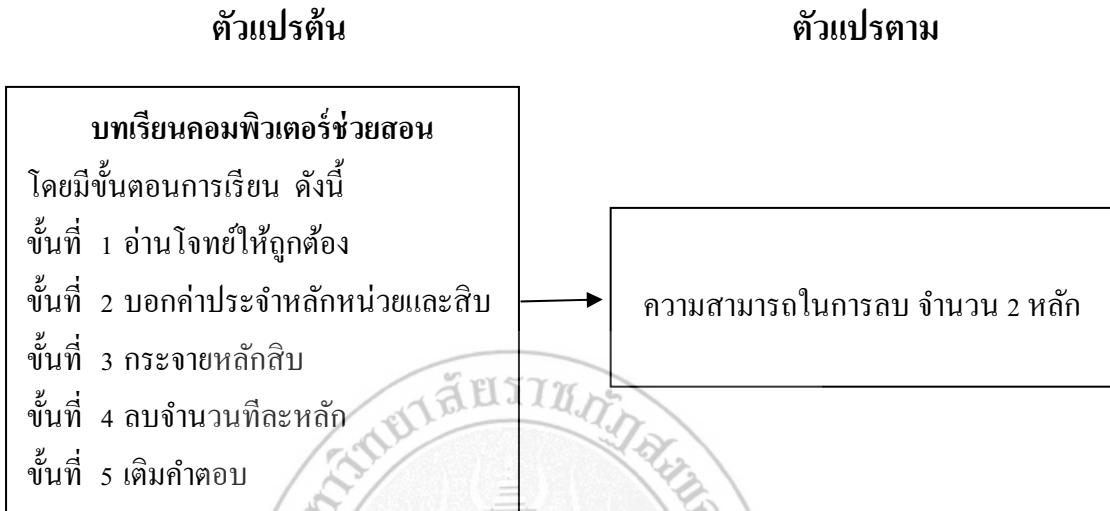 ตัวแปรต้น
ตัวแปรตาม
บทเรียนคอมพิวเตอร์ช่วยสอน
โดยมีขั้นตอนการเรียน ดังนี้
ขั้นที่ 1 อ่านโจทย์ให้ถูกต้อง
ขั้นที่ 2 บอกค่าประจำหลักหน่วยและสิบ
ขั้นที่ 3 กระจายหลักสิบ
ขั้นที่ 4 ลบจำนวนทีละหลัก
ขั้นที่ 5 เติมคำตอบ
ความสามารถในการลบ จำนวน 2 หลัก